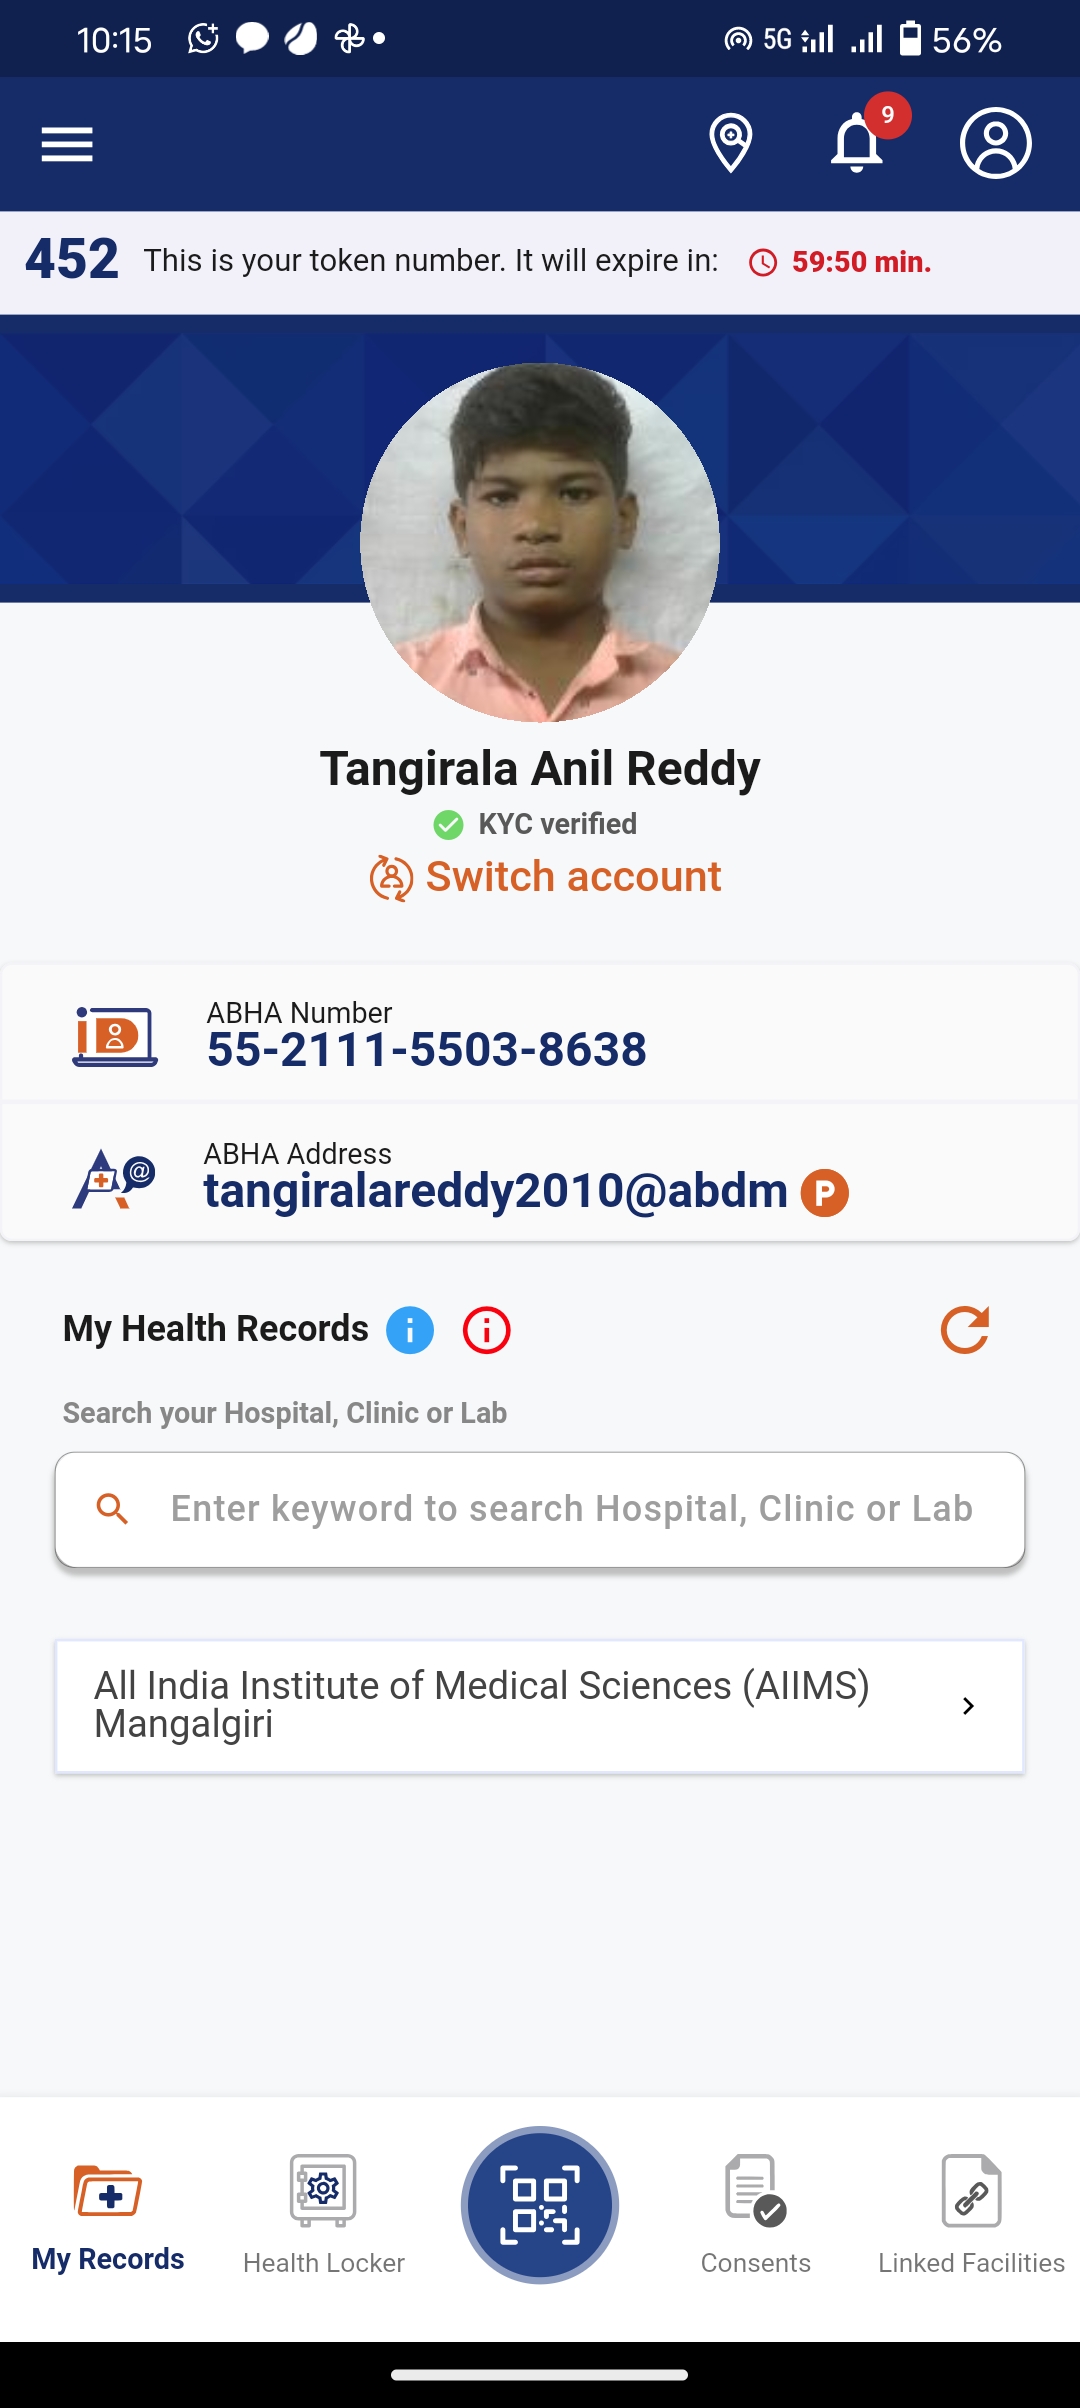 10:15
5G
56%
9
452 This is your token number. It will expire in: 59:50 min.
Tangirala Anil Reddy
KYC verified
Switch account
ABHA Number
55-2111-5503-8638
ABHA Address
tangiralareddy2010@abdm P
My Health Records
Search your Hospital, Clinic or Lab
Enter keyword to search Hospital, Clinic or Lab
All India Institute of Medical Sciences (AIIMS)
Mangalgiri
My Records
Health Locker
Consents
Linked Facilities